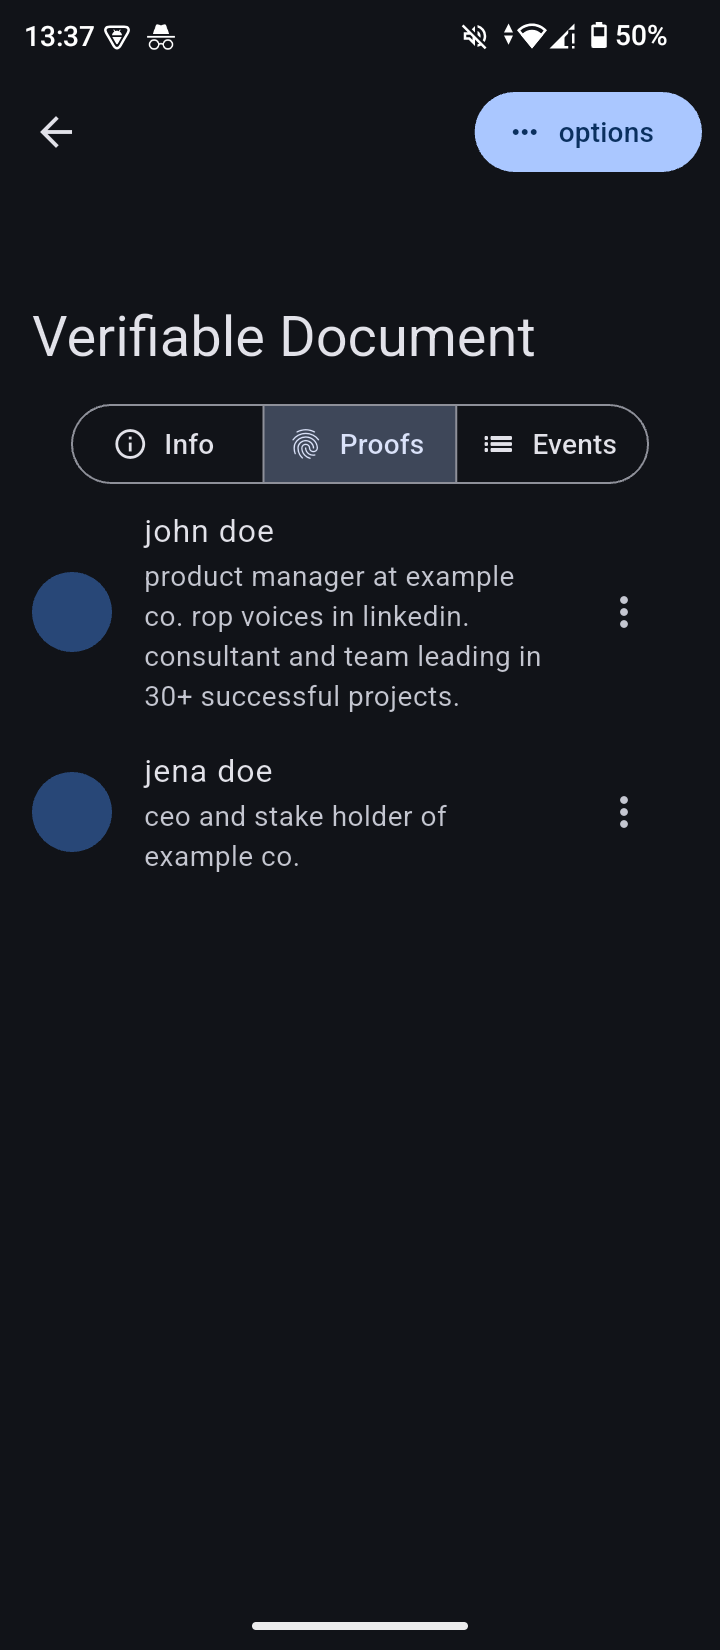 13:37
50%
options
Verifiable Document
Info
Proofs
Events
john doe
product manager at example
co. rop voices in linkedin.
consultant and team leading in
30+ successful projects.
jena doe
ceo and stake holder of
example co.